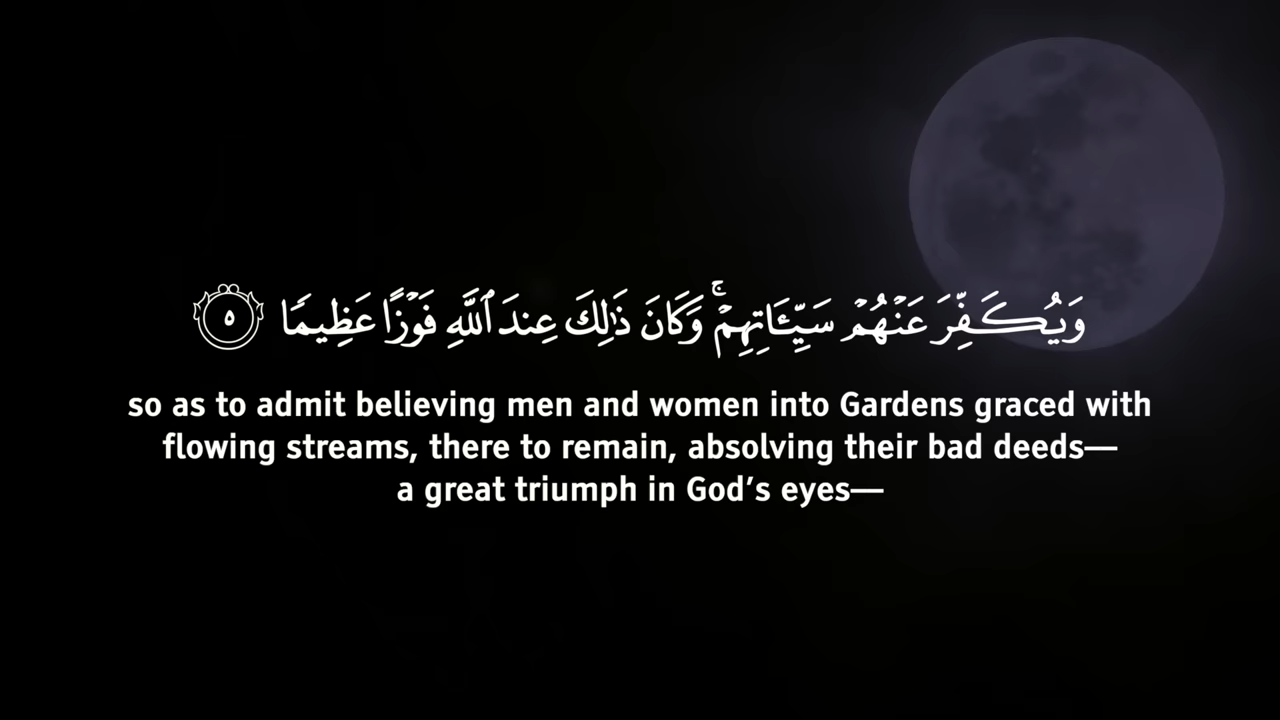 وَيُكَفِّرَ عَنْهُمْ سَيِّـَٔاتِهِمْ ۚ وَكَانَ ذَٰلِكَ عِندَ ٱللَّهِ فَوْزًا عَظِيمًا ٥
so as to admit believing men and women into Gardens graced with
flowing streams, there to remain, absolving their bad deeds—
a great triumph in God’s eyes—